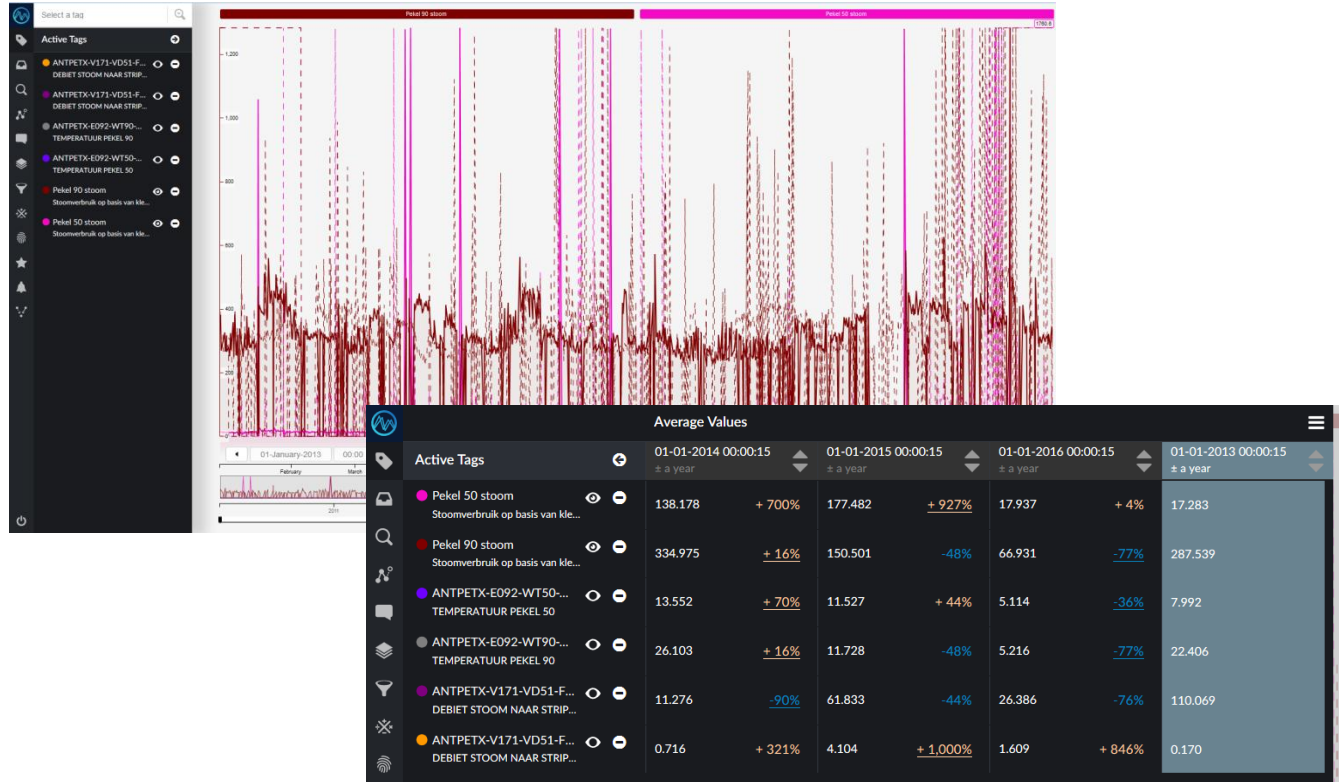 Select a tag
Active Tags
ANTPETX-V171-VD51-F...
DEBIET STOOM NAAR STRIP...
ANTPETX-V171-VD51-F...
DEBIET STOOM NAAR STRIP...
ANTPETX-E092-WT90-...
TEMPERATUUR PEKEL 90
ANTPETX-E092-WT50-...
TEMPERATUUR PEKEL 50
Pekel 90 stoom
Stoomverbruik op basis van kle...
Pekel 50 stoom
Stoomverbruik op basis van kle...
Pekel 90 stoom
Pekel 50 stoom
1760.6
1,200
1,000
800
600
400
200
0
01-January-2013 00:00
February March
2011
Average Values
Active Tags
01-01-2014 00:00:15 01-01-2015 00:00:15 01-01-2016 00:00:15 01-01-2013 00:00:15
± a year ± a year ± a year ± a year
Pekel 50 stoom
Stoomverbruik op basis van kle...
138.178 + 700% 177.482 + 927% 17.937 + 4% 17.283
Pekel 90 stoom
Stoomverbruik op basis van kle...
334.975 + 16% 150.501 -48% 66.931 -77% 287.539
ANTPETX-E092-WT50-...
TEMPERATUUR PEKEL 50
13.552 + 70% 11.527 + 44% 5.114 -36% 7.992
ANTPETX-E092-WT90-...
TEMPERATUUR PEKEL 90
26.103 + 16% 11.728 -48% 5.216 -77% 22.406
ANTPETX-V171-VD51-F...
DEBIET STOOM NAAR STRIP...
11.276 -90% 61.833 -44% 26.386 -76% 110.069
ANTPETX-V171-VD51-F...
DEBIET STOOM NAAR STRIP...
0.716 + 321% 4.104 + 1,000% 1.609 + 846% 0.170